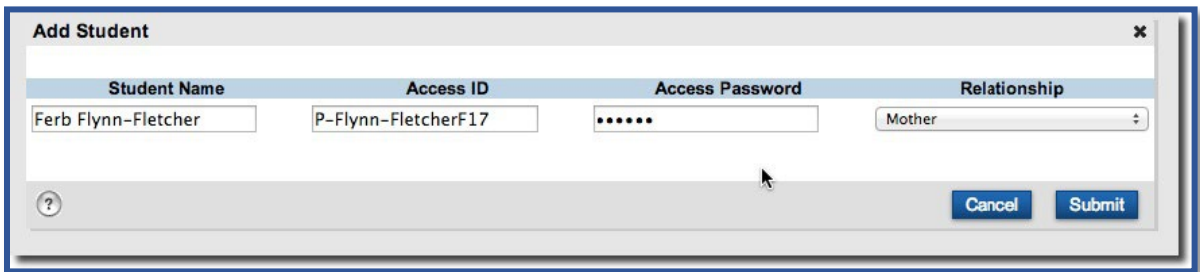 Add Student ✖
Student Name Access ID Access Password Relationship
Ferb Flynn-Fletcher P-Flynn-FletcherF17 •••••• Mother
? Cancel Submit